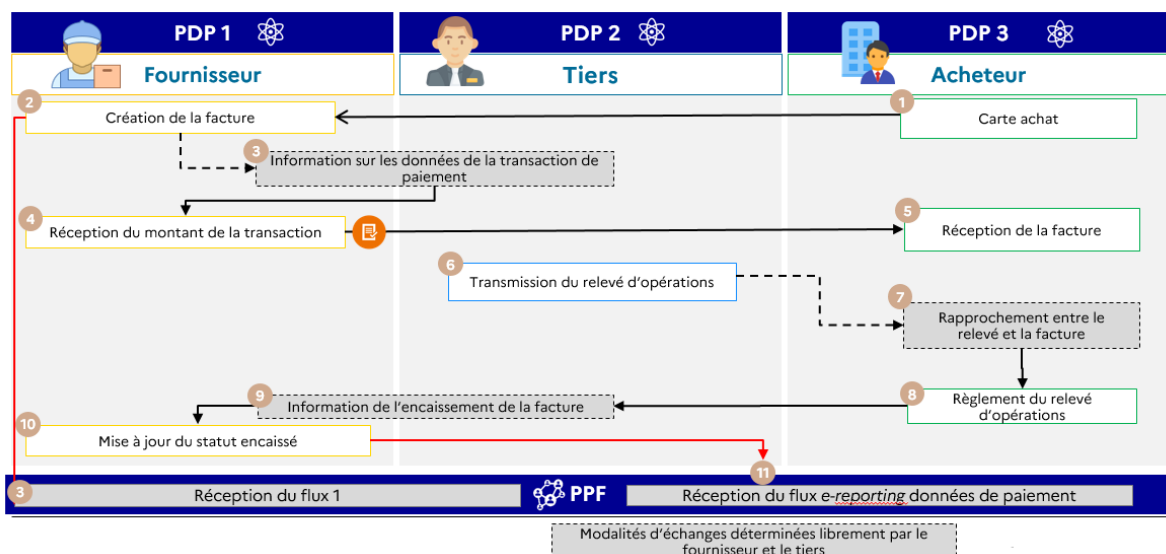 PDP 1
PDP 2
PDP 3
Fournisseur
Tiers
Acheteur
2
Création de la facture
1
Carte achat
3
Information sur les données de la transaction de
paiement
4
Réception du montant de la transaction
5
Réception de la facture
6
Transmission du relevé d'opérations
7
Rapprochement entre le
relevé et la facture
8
Règlement du relevé
d'opérations
9
Information de l'encaissement de la facture
10
Mise à jour du statut encaissé
11
3
Réception du flux 1
PPF
Réception du flux e-reporting données de paiement
Modalités d'échanges déterminées librement par le
fournisseur et le tiers